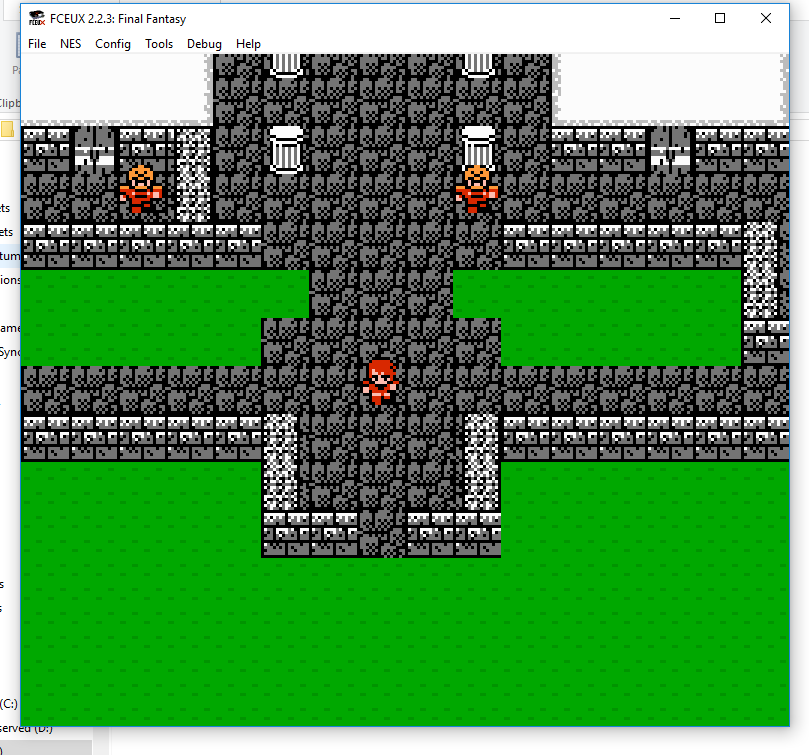 FCEUX 2.2.3: Final Fantasy
File NES Config Tools Debug Help
(C:)
(D:)